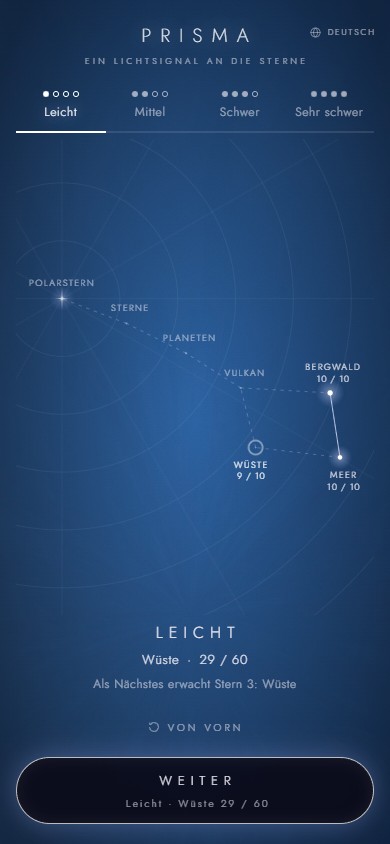 PRISMA
DEUTSCH
EIN LICHTSIGNAL AN DIE STERNE
Leicht
Mittel
Schwer
Sehr schwer
POLARSTERN
STERNE
PLANETEN
VULKAN
BERGWALD
10 / 10
WÜSTE
9 / 10
MEER
10 / 10
LEICHT
Wüste · 29 / 60
Als Nächstes erwacht Stern 3: Wüste
VON VORN
WEITER
Leicht · Wüste 29 / 60